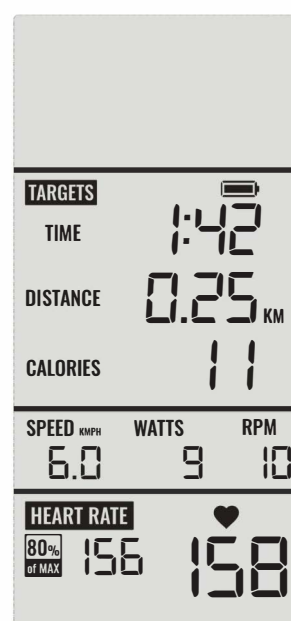 TARGETS
TIME 1:42
DISTANCE 0.25 KM
CALORIES 11
SPEED KMPH WATTS RPM
6.0 9 10
HEART RATE
80% of MAX 156 158